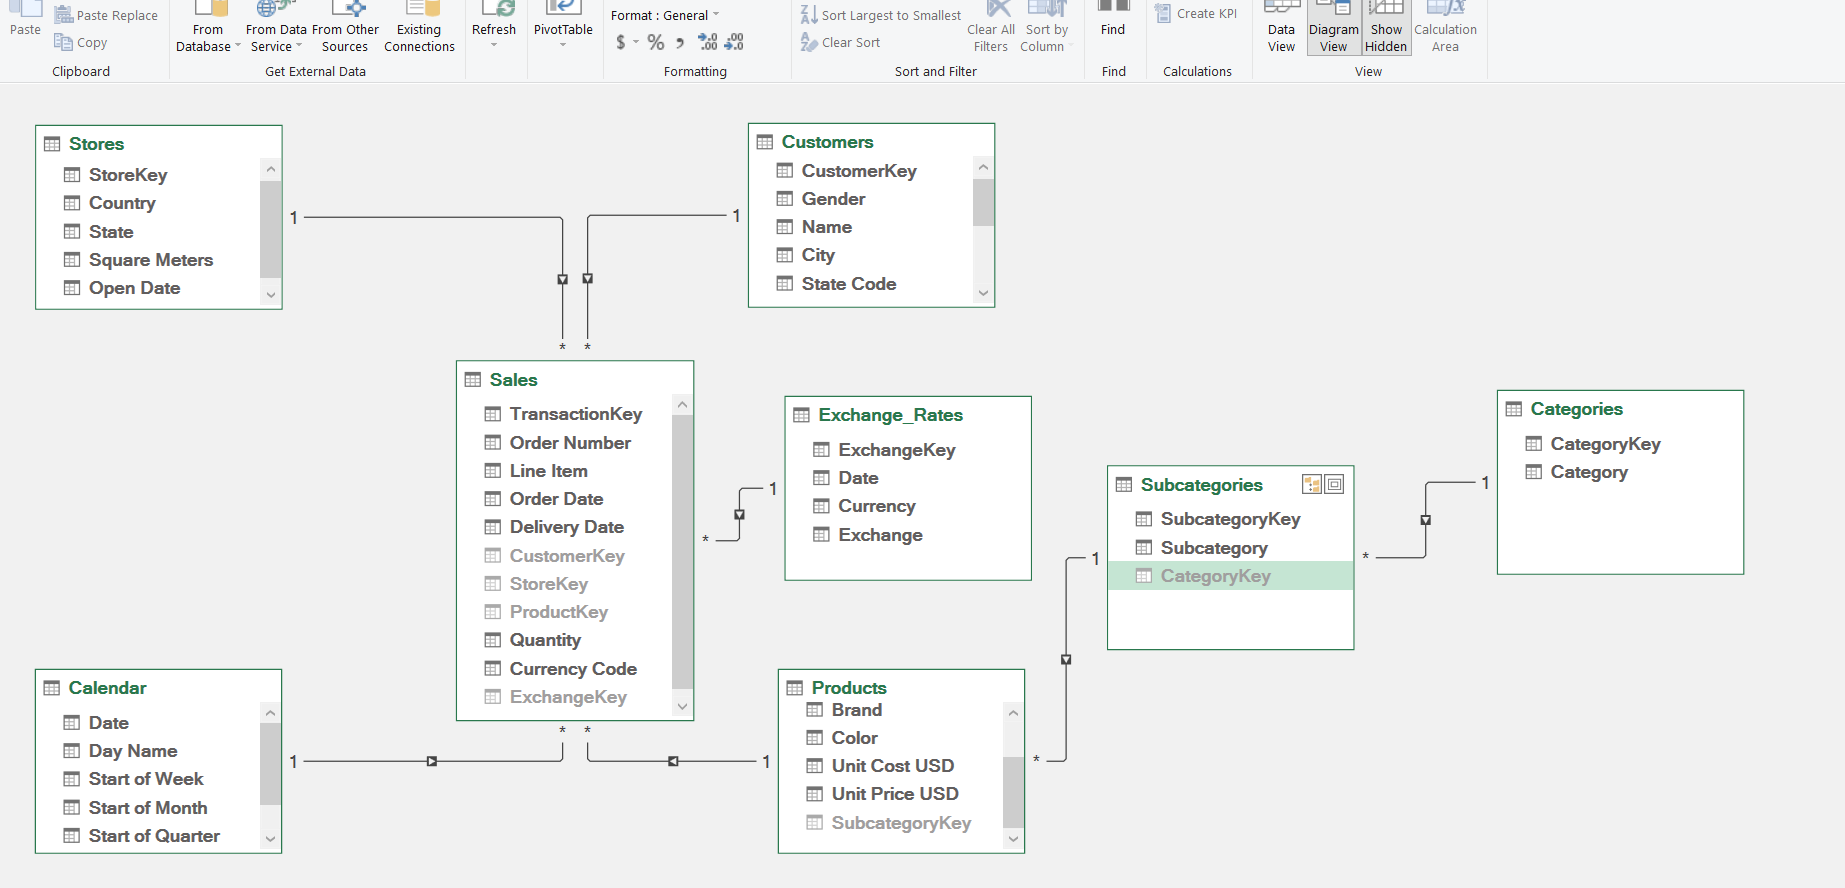 Paste
Paste Replace
Copy
Clipboard
From Database
From Data Service
From Other Sources
Existing Connections
Get External Data
Refresh
PivotTable
Format : General
$ % ,
.00 .00
Formatting
Sort Largest to Smallest
Clear Sort
Clear All Filters
Sort by Column
Sort and Filter
Find
Find
Create KPI
Calculations
Data View
Diagram View
Show Hidden
Calculation Area
View
Stores
StoreKey
Country
State
Square Meters
Open Date
1
*
Customers
CustomerKey
Gender
Name
City
State Code
1
*
Sales
TransactionKey
Order Number
Line Item
Order Date
Delivery Date
CustomerKey
StoreKey
ProductKey
Quantity
Currency Code
ExchangeKey
Exchange_Rates
ExchangeKey
Date
Currency
Exchange
1
*
Subcategories
SubcategoryKey
Subcategory
CategoryKey
1
*
Categories
CategoryKey
Category
1
*
Calendar
Date
Day Name
Start of Week
Start of Month
Start of Quarter
1
*
Products
Brand
Color
Unit Cost USD
Unit Price USD
SubcategoryKey
1
*